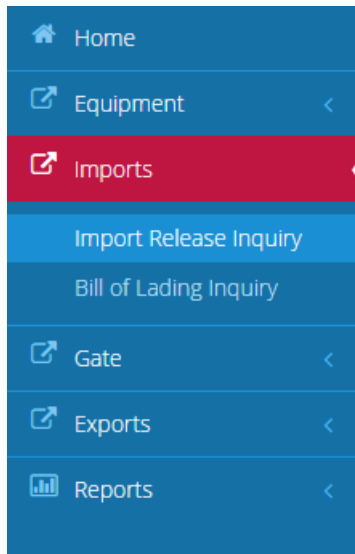 Home
Equipment
Imports
Import Release Inquiry
Bill of Lading Inquiry
Gate
Exports
Reports